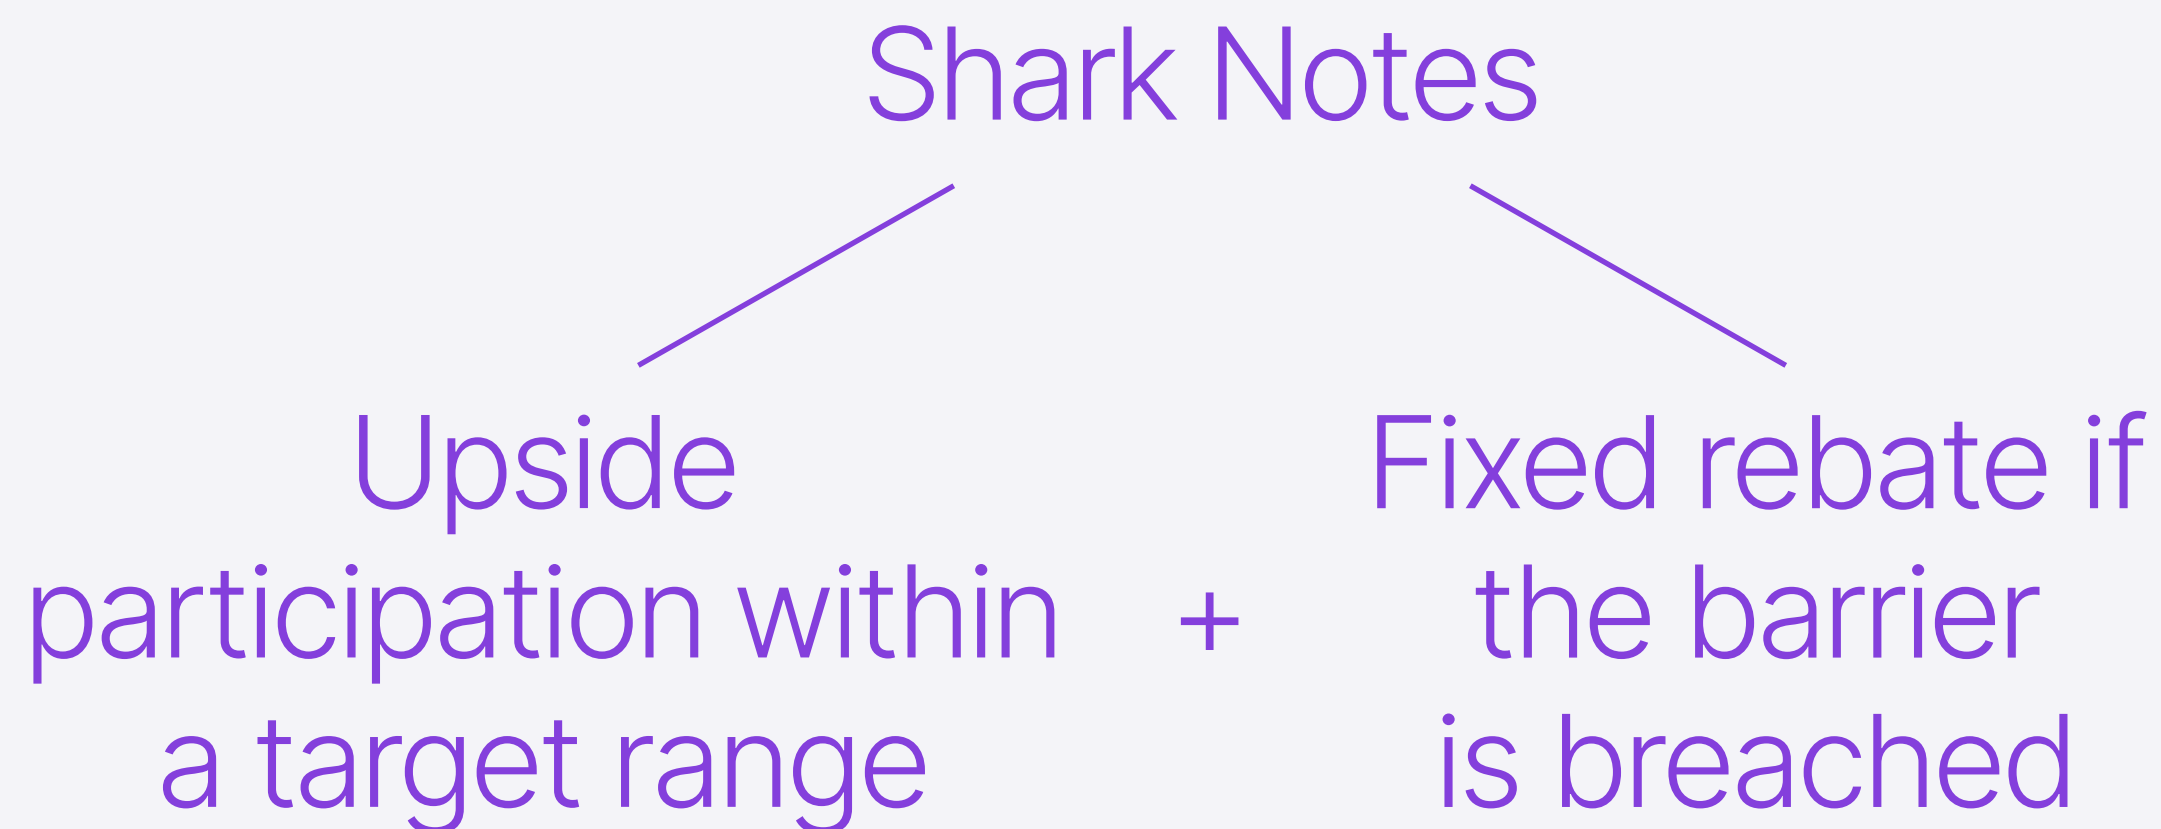 Shark Notes
Upside
participation within
a target range
+
Fixed rebate if
the barrier
is breached